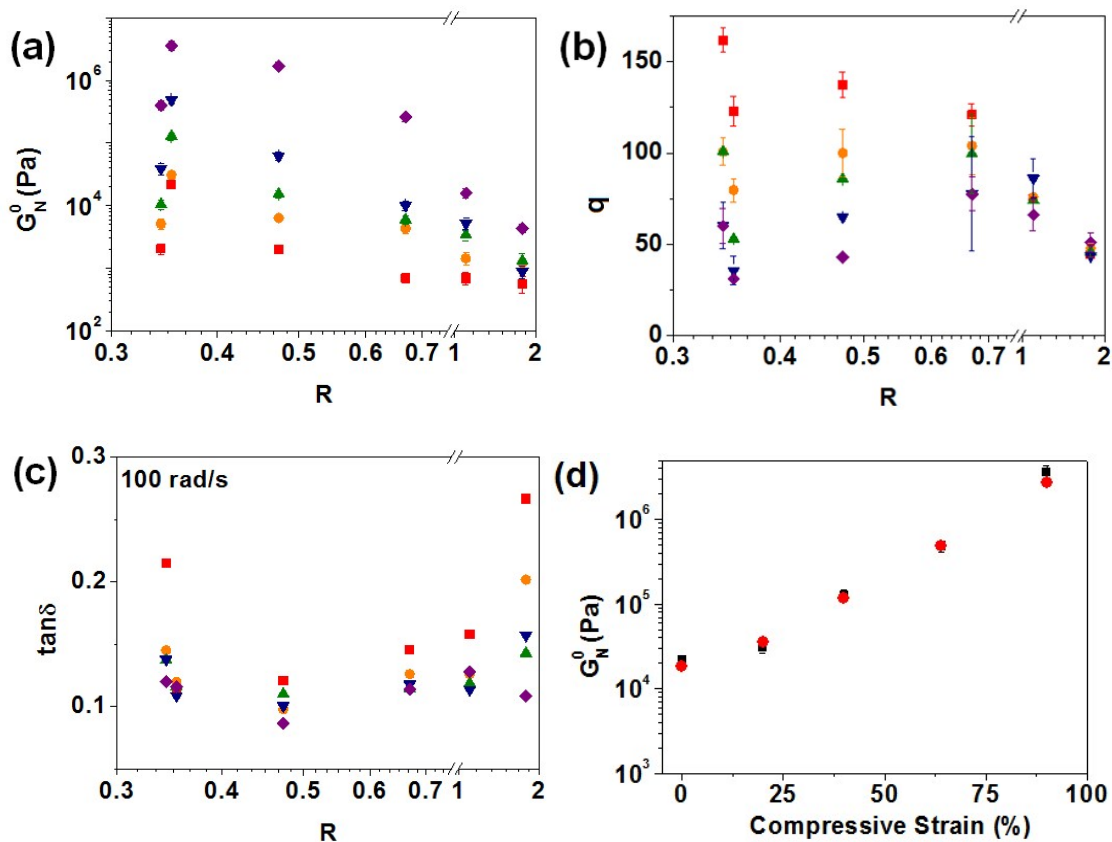 (a)
G_N^0 (Pa)
10^6
10^4
10^2
0.3 0.4 0.5 0.6 0.7 1 2
R
(b)
q
150
100
50
0
0.3 0.4 0.5 0.6 0.7 1 2
R
(c)
100 rad/s
tanδ
0.3
0.2
0.1
0.3 0.4 0.5 0.6 0.7 1 2
R
(d)
G_N^0 (Pa)
10^6
10^5
10^4
10^3
0 25 50 75 100
Compressive Strain (%)